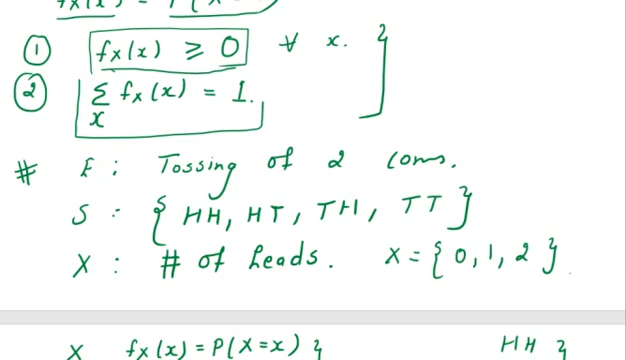 fx(x) = P(X
① fx(x) ≥ 0 ∀ x. }
② Σ fx(x) = 1.
x
# E : Tossing of 2 coins.
S : { HH, HT, TH, TT }
X : # of heads. X = { 0, 1, 2 }
X fx(x) = P(X = x) } HH }